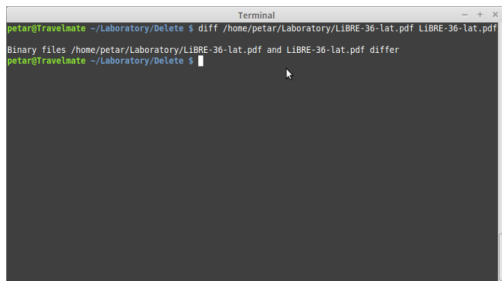 Terminal
petar@Travelmate ~/Laboratory/Delete $ diff /home/petar/Laboratory/LiBRE-36-lat.pdf LiBRE-36-lat.pdf
Binary files /home/petar/Laboratory/LiBRE-36-lat.pdf and LiBRE-36-lat.pdf differ
petar@Travelmate ~/Laboratory/Delete $